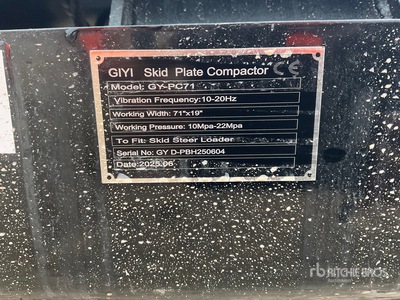 GIYI Skid Plate Compactor CE
Model: GY-PC71
Vibration Frequency:10-20Hz
Working Width: 71"x19"
Working Pressure: 10Mpa-22Mpa
To Fit: Skid Steer Loader
Serial No: GY D-PBH250604
Date:2025.06
rb RITCHIE BROS